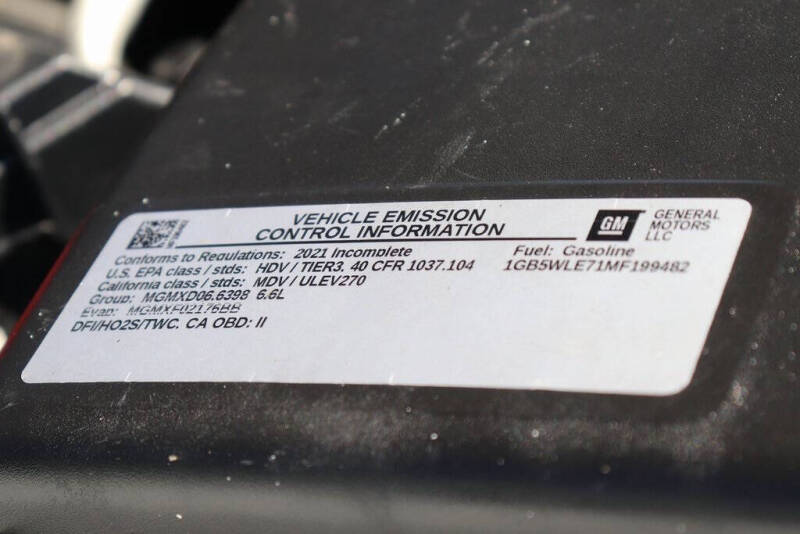 VEHICLE EMISSION
CONTROL INFORMATION
GM
GENERAL
MOTORS
LLC
Conforms to Regulations: 2021 Incomplete
Fuel: Gasoline
U.S. EPA class / stds: HDV / TIER3. 40 CFR 1037.104
1GB5WLE71MF199482
California class / stds: MDV / ULEV270
Group: MGMXD06.6398 6.6L
Evap: MGMXF02176BB
DFI/HO2S/TWC. CA OBD: II